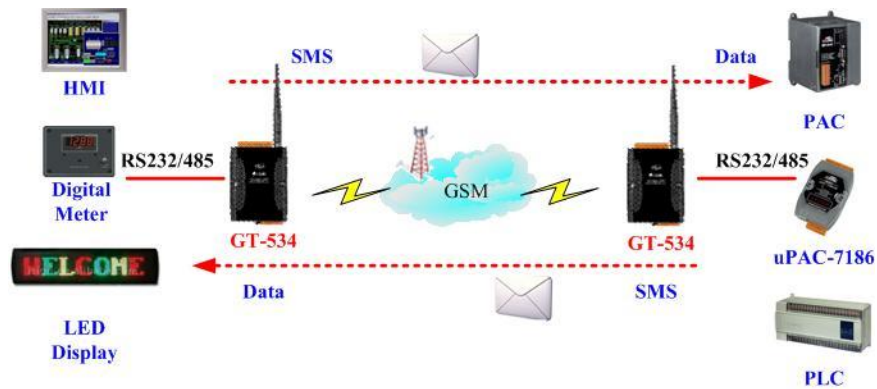 SMS
Data
HMI
PAC
1280
RS232/485
RS232/485
Digital
Meter
GSM
GT-534
GT-534
uPAC-7186
WELCOME
Data
SMS
LED
Display
PLC